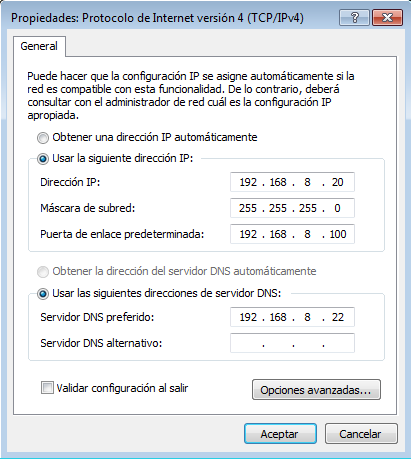 Propiedades: Protocolo de Internet versión 4 (TCP/IPv4)
General
Puede hacer que la configuración IP se asigne automáticamente si la
red es compatible con esta funcionalidad. De lo contrario, deberá
consultar con el administrador de red cuál es la configuración IP
apropiada.
Obtener una dirección IP automáticamente
Usar la siguiente dirección IP:
Dirección IP: 192 . 168 . 8 . 20
Máscara de subred: 255 . 255 . 255 . 0
Puerta de enlace predeterminada: 192 . 168 . 8 . 100
Obtener la dirección del servidor DNS automáticamente
Usar las siguientes direcciones de servidor DNS:
Servidor DNS preferido: 192 . 168 . 8 . 22
Servidor DNS alternativo: . . .
Validar configuración al salir
Opciones avanzadas...
Aceptar Cancelar